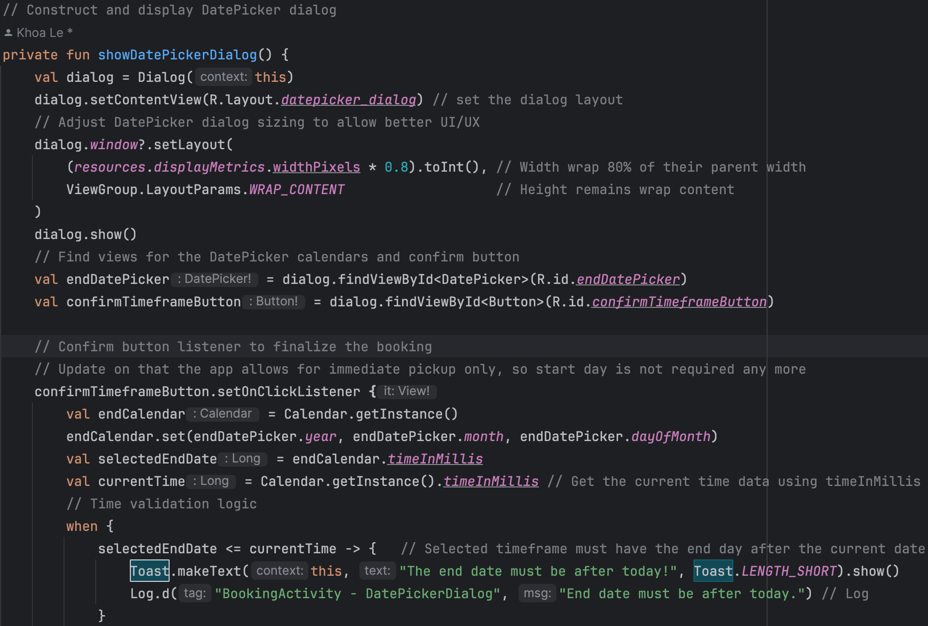 // Construct and display DatePicker dialog
Khoa Le *
private fun showDatePickerDialog() {
val dialog = Dialog( context: this)
dialog.setContentView(R.layout.datepicker_dialog) // set the dialog layout
// Adjust DatePicker dialog sizing to allow better UI/UX
dialog.window?.setLayout(
(resources.displayMetrics.widthPixels * 0.8).toInt(), // Width wrap 80% of their parent width
ViewGroup.LayoutParams.WRAP_CONTENT // Height remains wrap content
)
dialog.show()
// Find views for the DatePicker calendars and confirm button
val endDatePicker : DatePicker! = dialog.findViewById<DatePicker>(R.id.endDatePicker)
val confirmTimeframeButton : Button! = dialog.findViewById<Button>(R.id.confirmTimeframeButton)
// Confirm button listener to finalize the booking
// Update on that the app allows for immediate pickup only, so start day is not required any more
confirmTimeframeButton.setOnClickListener { it: View!
val endCalendar : Calendar = Calendar.getInstance()
endCalendar.set(endDatePicker.year, endDatePicker.month, endDatePicker.dayOfMonth)
val selectedEndDate : Long = endCalendar.timeInMillis
val currentTime : Long = Calendar.getInstance().timeInMillis // Get the current time data using timeInMillis
// Time validation logic
when {
selectedEndDate <= currentTime -> { // Selected timeframe must have the end day after the current date
Toast.makeText( context: this, text: "The end date must be after today!", Toast.LENGTH_SHORT).show()
Log.d( tag: "BookingActivity - DatePickerDialog", msg: "End date must be after today.") // Log
}